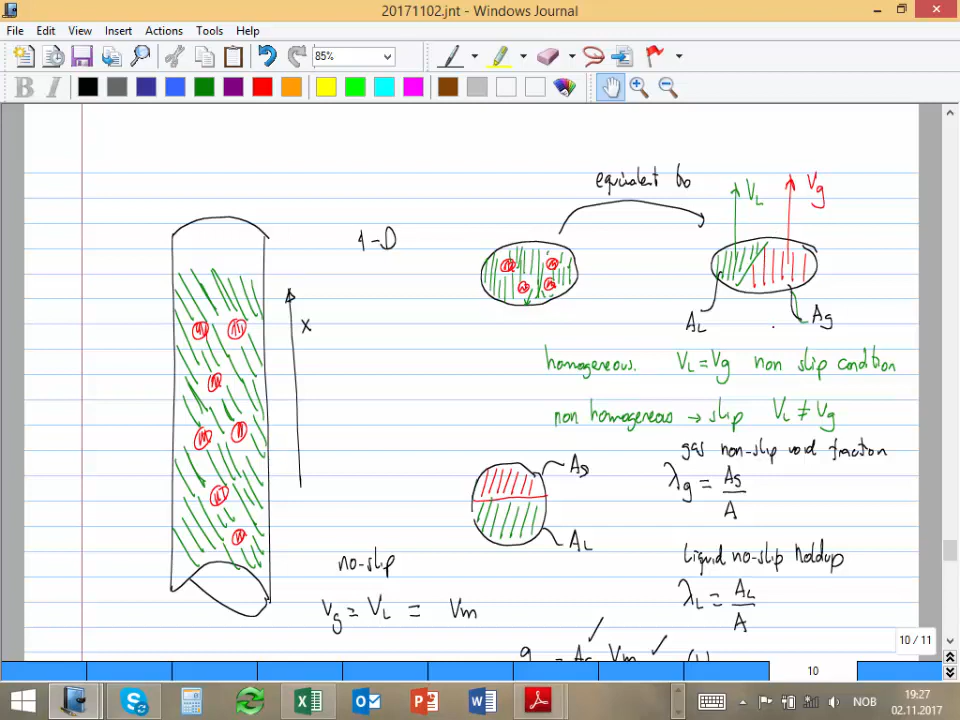 20171102.jnt - Windows Journal
File Edit View Insert Actions Tools Help
85%
B I
1-D
x
equivalent to
VL Vg
AL Ag
homogeneous. VL = Vg non slip condition
non homogeneous → slip VL ≠ Vg
gas non-slip void fraction
λg = Ag / A
Ag
AL
Liquid no-slip holdup
λL = AL / A
no-slip
Vg = VL = Vm
Vm
10 / 11
10
NOB
19:27
02.11.2017